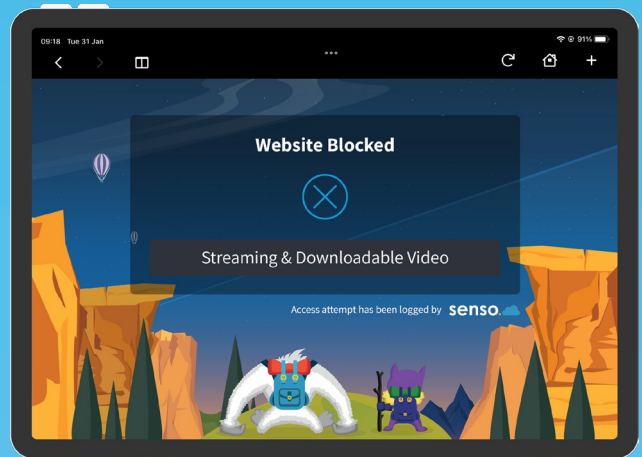 09:18 Tue 31 Jan
91%
Website Blocked
Streaming & Downloadable Video
Access attempt has been logged by senso.